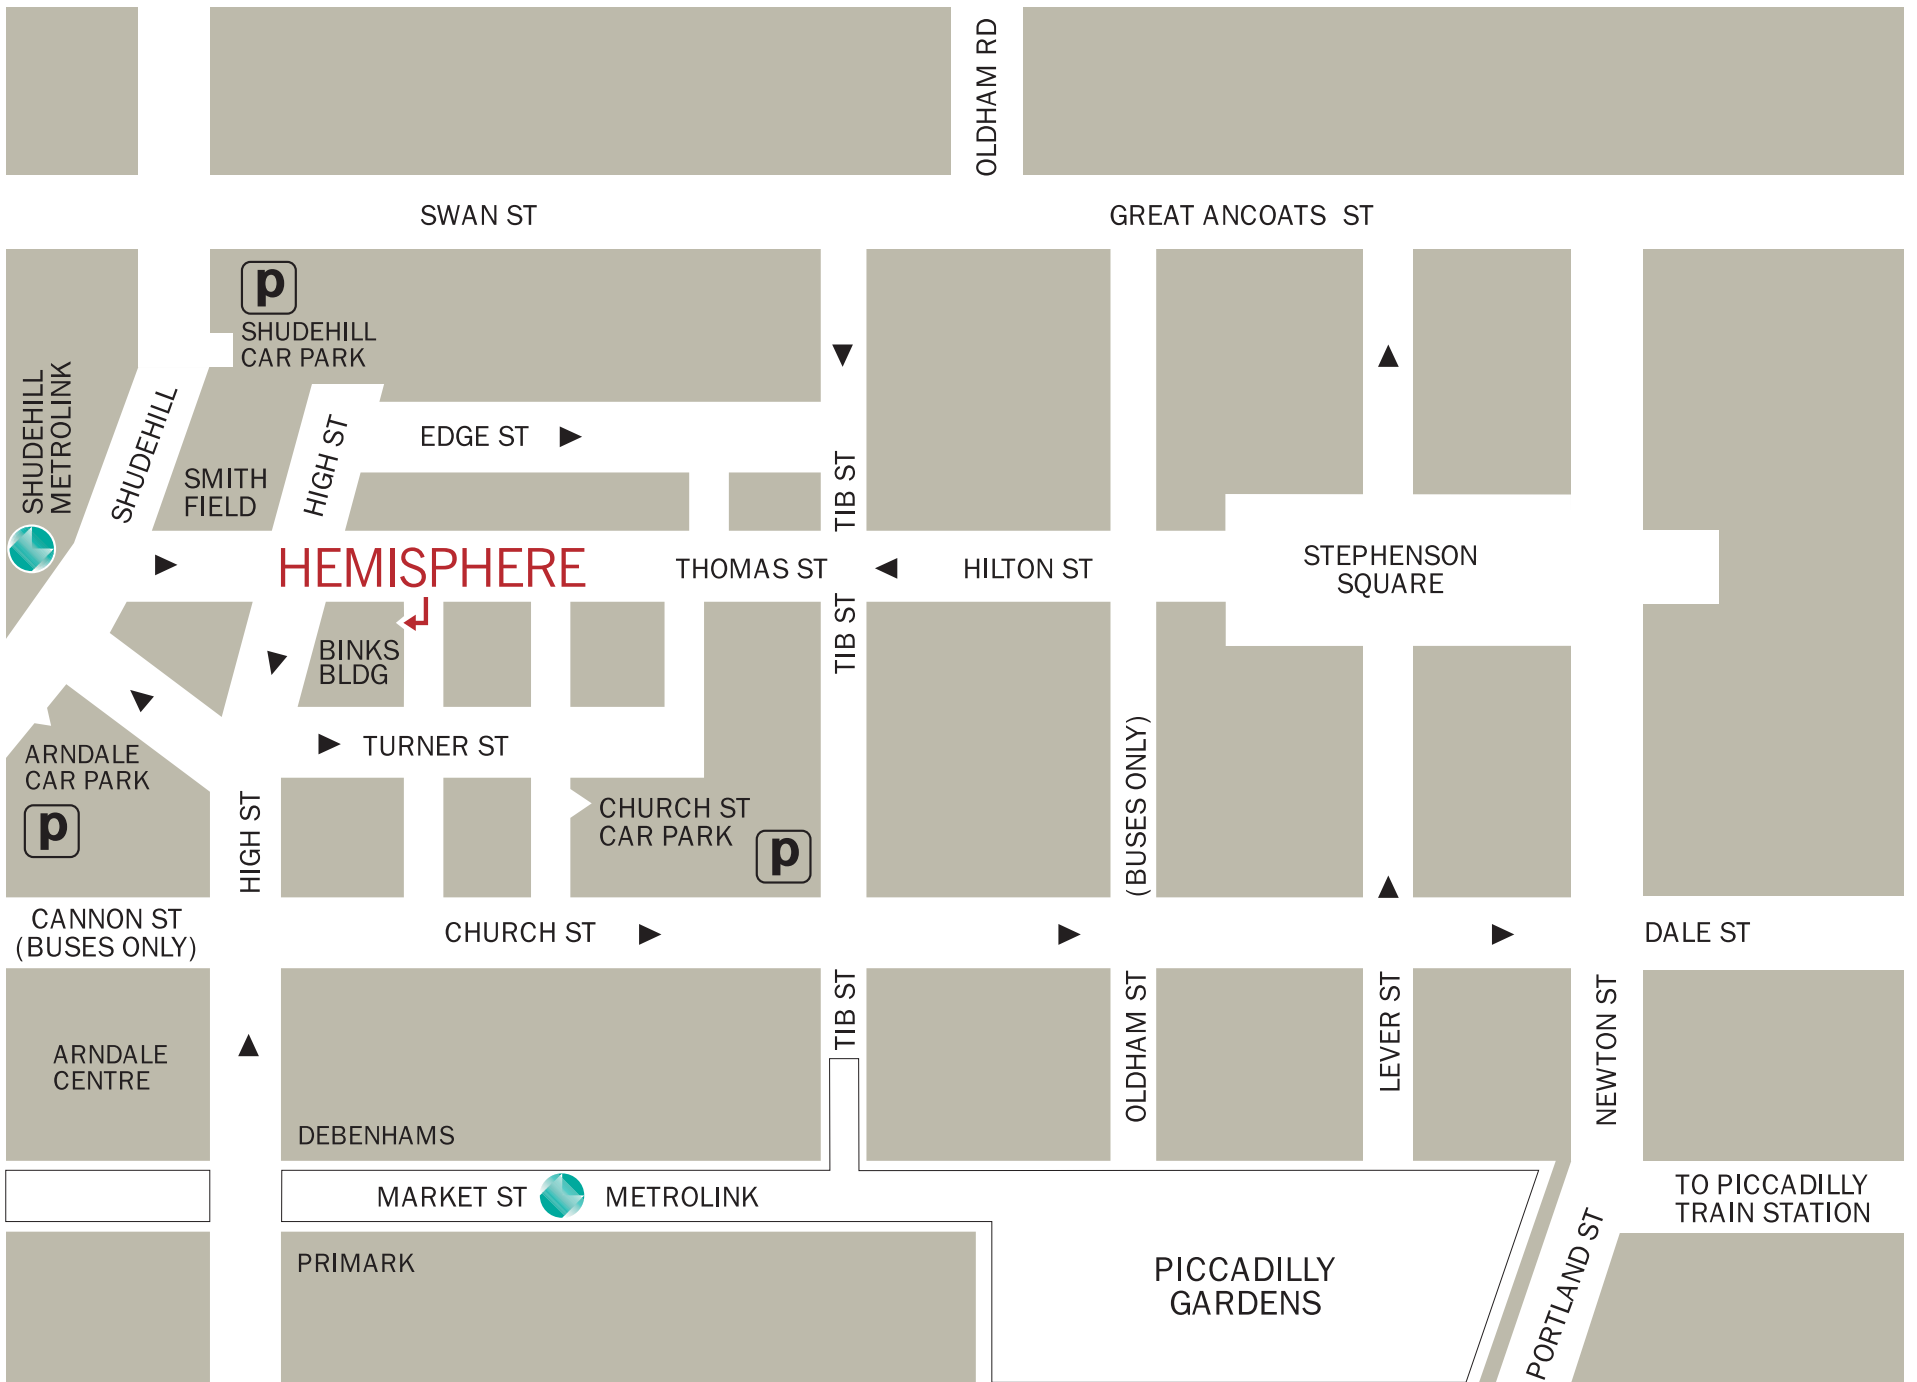 OLDHAM RD
SWAN ST
GREAT ANCOATS ST
p
SHUDEHILL
CAR PARK
SHUDEHILL
METROLINK
SHUDEHILL
HIGH ST
EDGE ST
SMITH
FIELD
TIB ST
HEMISPHERE
THOMAS ST
HILTON ST
STEPHENSON
SQUARE
TIB ST
BINKS
BLDG
TURNER ST
(BUSES ONLY)
ARNDALE
CAR PARK
p
HIGH ST
CHURCH ST
CAR PARK
p
CANNON ST
(BUSES ONLY)
CHURCH ST
DALE ST
TIB ST
OLDHAM ST
LEVER ST
NEWTON ST
ARNDALE
CENTRE
DEBENHAMS
MARKET ST
METROLINK
TO PICCADILLY
TRAIN STATION
PRIMARK
PICCADILLY
GARDENS
PORTLAND ST